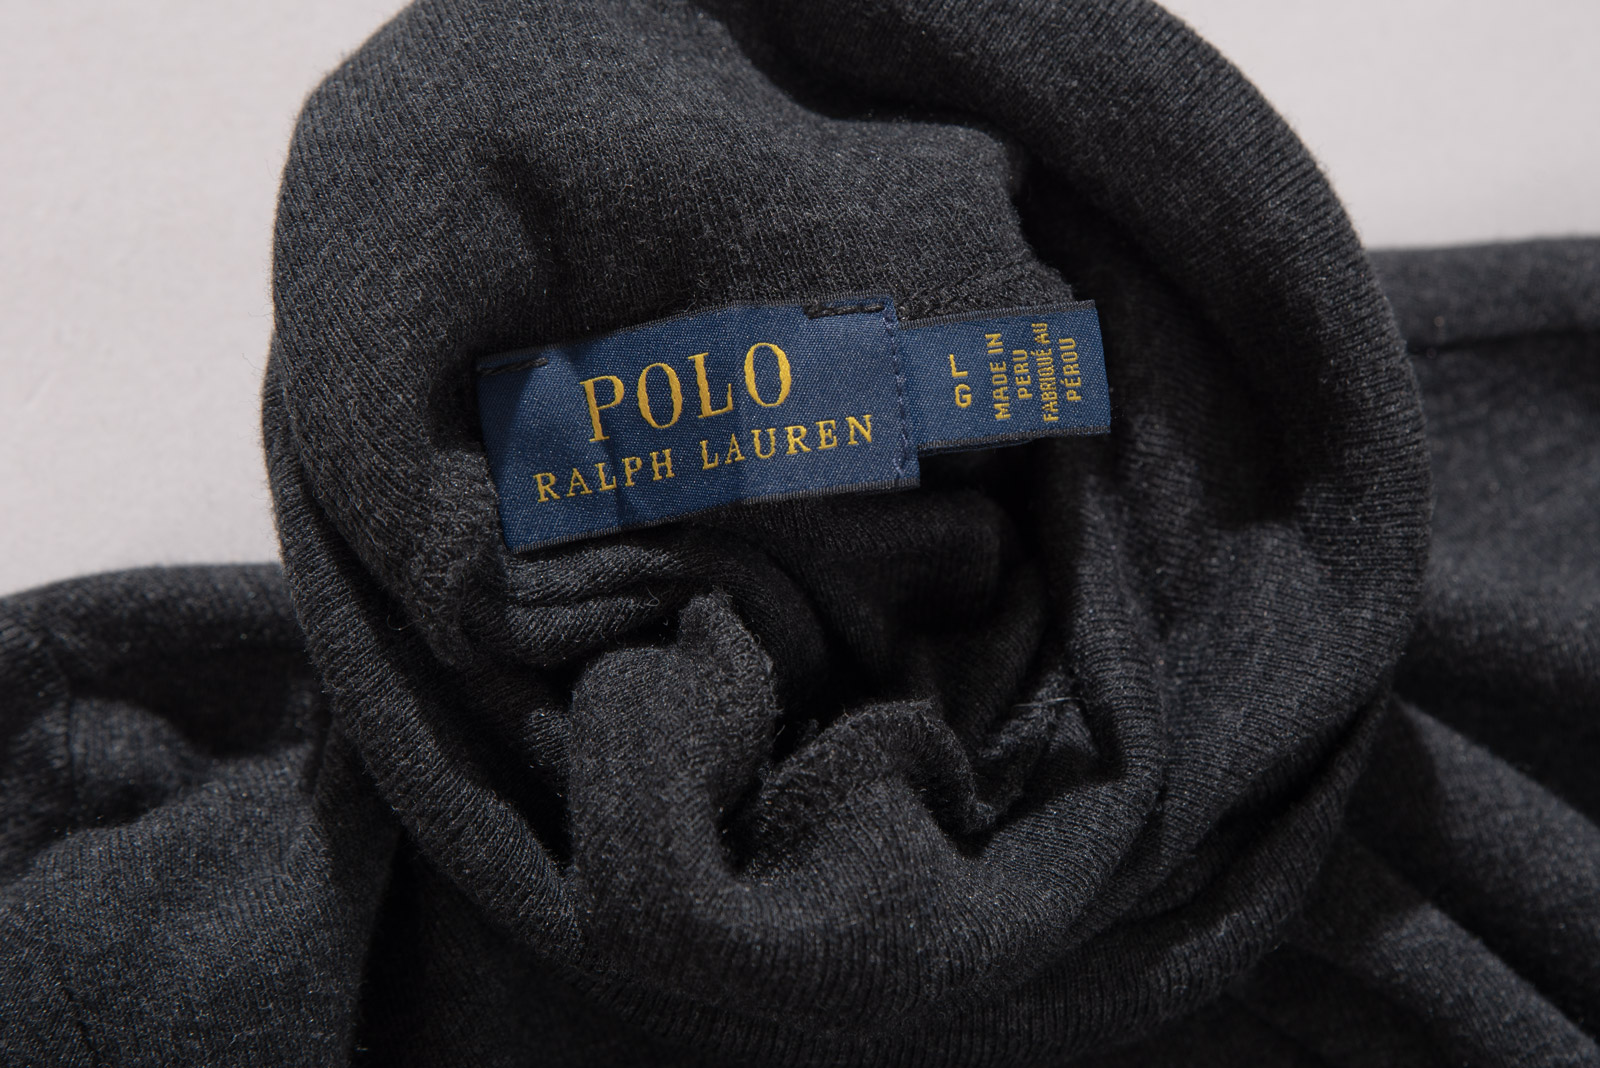 POLO
RALPH LAUREN
L
G
MADE IN
PERU
FABRIQUÉ AU
PÉROU